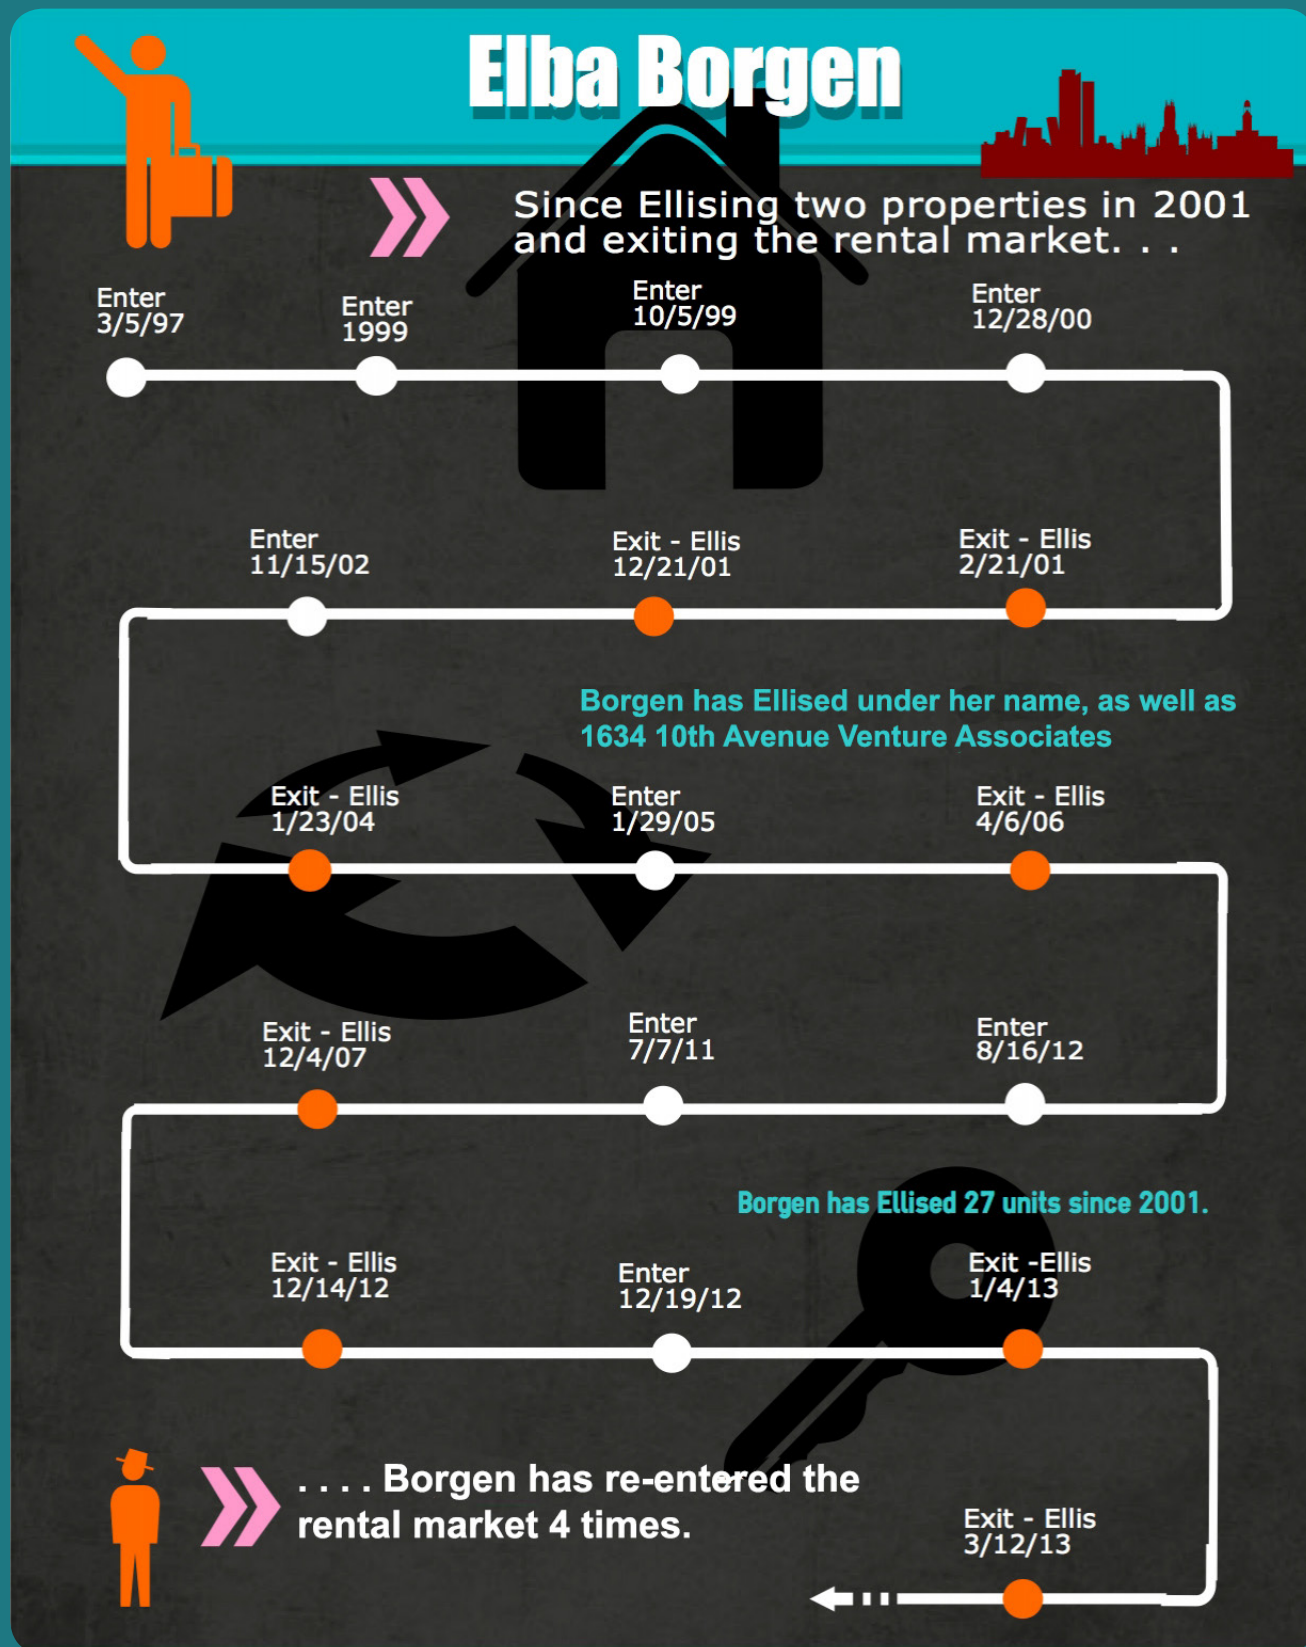 Elba Borgen
Since Ellising two properties in 2001
and exiting the rental market. . .
Enter
3/5/97
Enter
1999
Enter
10/5/99
Enter
12/28/00
Enter
11/15/02
Exit - Ellis
12/21/01
Exit - Ellis
2/21/01
Borgen has Ellised under her name, as well as
1634 10th Avenue Venture Associates
Exit - Ellis
1/23/04
Enter
1/29/05
Exit - Ellis
4/6/06
Exit - Ellis
12/4/07
Enter
7/7/11
Enter
8/16/12
Borgen has Ellised 27 units since 2001.
Exit - Ellis
12/14/12
Enter
12/19/12
Exit -Ellis
1/4/13
. . . . Borgen has re-entered the
rental market 4 times.
Exit - Ellis
3/12/13